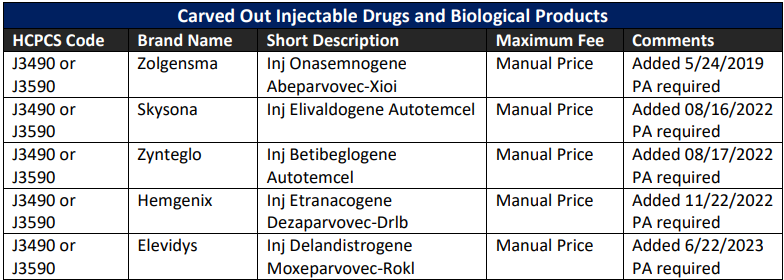 Carved Out Injectable Drugs and Biological Products
HCPCS Code Brand Name Short Description Maximum Fee Comments
J3490 or Zolgensma Inj Onasemnogene Manual Price Added 5/24/2019
J3590 Abeparvovec-Xioi PA required
J3490 or Skysona Inj Elivaldogene Autotemcel Manual Price Added 08/16/2022
J3590 PA required
J3490 or Zynteglo Inj Betibeglogene Manual Price Added 08/17/2022
J3590 Autotemcel PA required
J3490 or Hemgenix Inj Etranacogene Manual Price Added 11/22/2022
J3590 Dezaparvovec-Drlb PA required
J3490 or Elevidys Inj Delandistrogene Manual Price Added 6/22/2023
J3590 Moxeparvovec-Rokl PA required